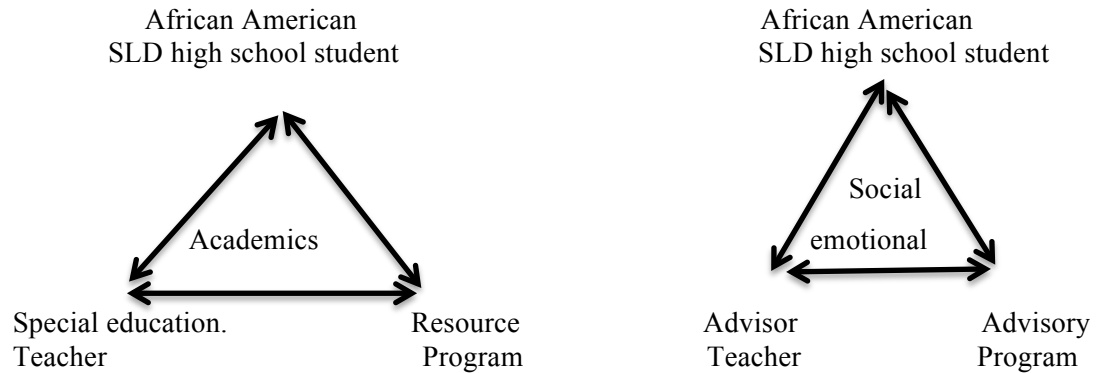 African American
SLD high school student
Academics
Special education.
Teacher
Resource
Program
African American
SLD high school student
Social
emotional
Advisor
Teacher
Advisory
Program